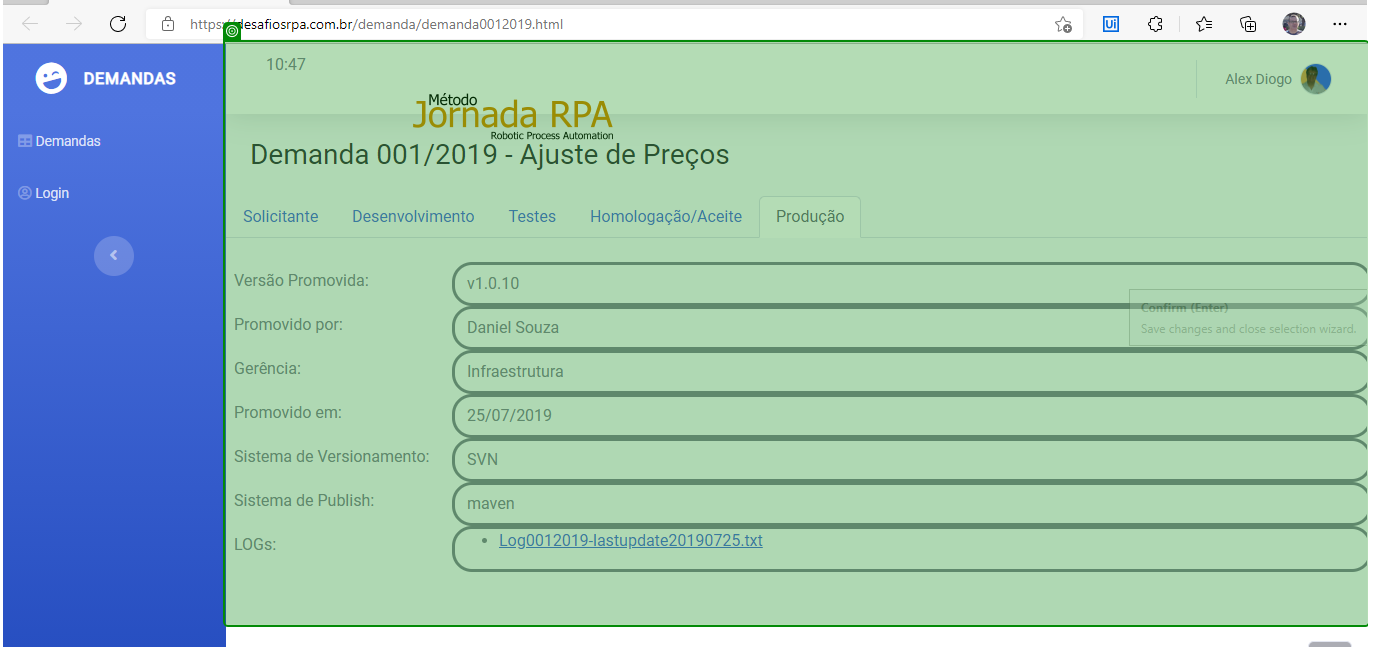 https://desafiosrpa.com.br/demanda/demanda0012019.html
Ui
DEMANDAS
10:47
Alex Diogo
Método
Jornada RPA
Robotic Process Automation
Demandas
Demanda 001/2019 - Ajuste de Preços
Login
Solicitante Desenvolvimento Testes Homologação/Aceite Produção
Versão Promovida: v1.0.10
Confirm (Enter)
Save changes and close selection wizard.
Promovido por: Daniel Souza
Gerência: Infraestrutura
Promovido em: 25/07/2019
Sistema de Versionamento: SVN
Sistema de Publish: maven
LOGs: • Log0012019-lastupdate20190725.txt